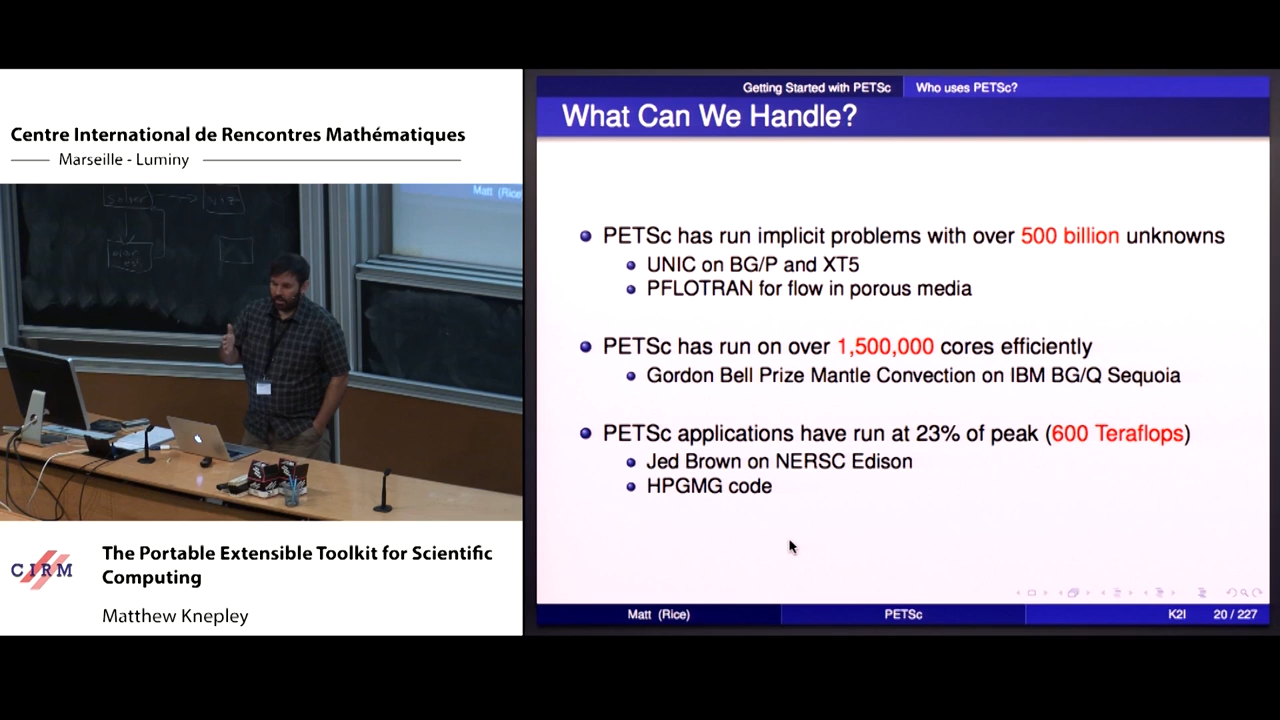 Centre International de Rencontres Mathématiques
Marseille - Luminy
solver
Matt (Rice
CIRM
The Portable Extensible Toolkit for Scientific
Computing
Matthew Knepley
Getting Started with PETSc
Who uses PETSc?
What Can We Handle?
PETSc has run implicit problems with over 500 billion unknowns
UNIC on BG/P and XT5
PFLOTRAN for flow in porous media
PETSc has run on over 1,500,000 cores efficiently
Gordon Bell Prize Mantle Convection on IBM BG/Q Sequoia
PETSc applications have run at 23% of peak (600 Teraflops)
Jed Brown on NERSC Edison
HPGMG code
Matt (Rice)
PETSc
K2I
20 / 227